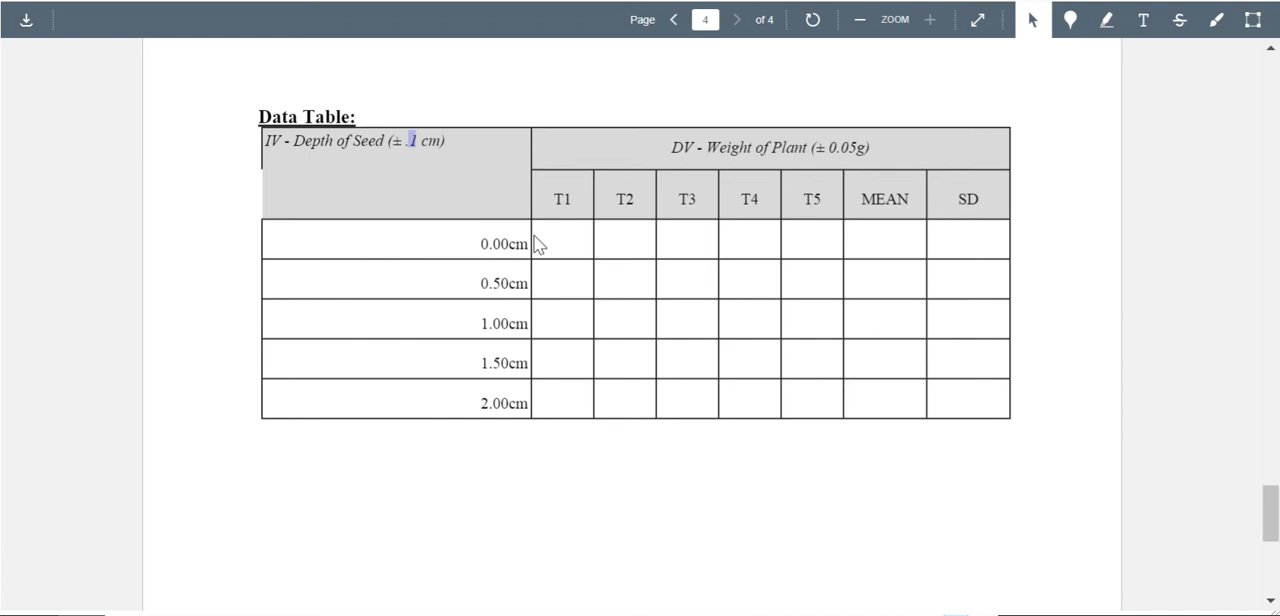 Page 4 of 4 ZOOM T S
Data Table:
IV - Depth of Seed (± .1 cm) DV - Weight of Plant (± 0.05g)
T1 T2 T3 T4 T5 MEAN SD
0.00cm
0.50cm
1.00cm
1.50cm
2.00cm